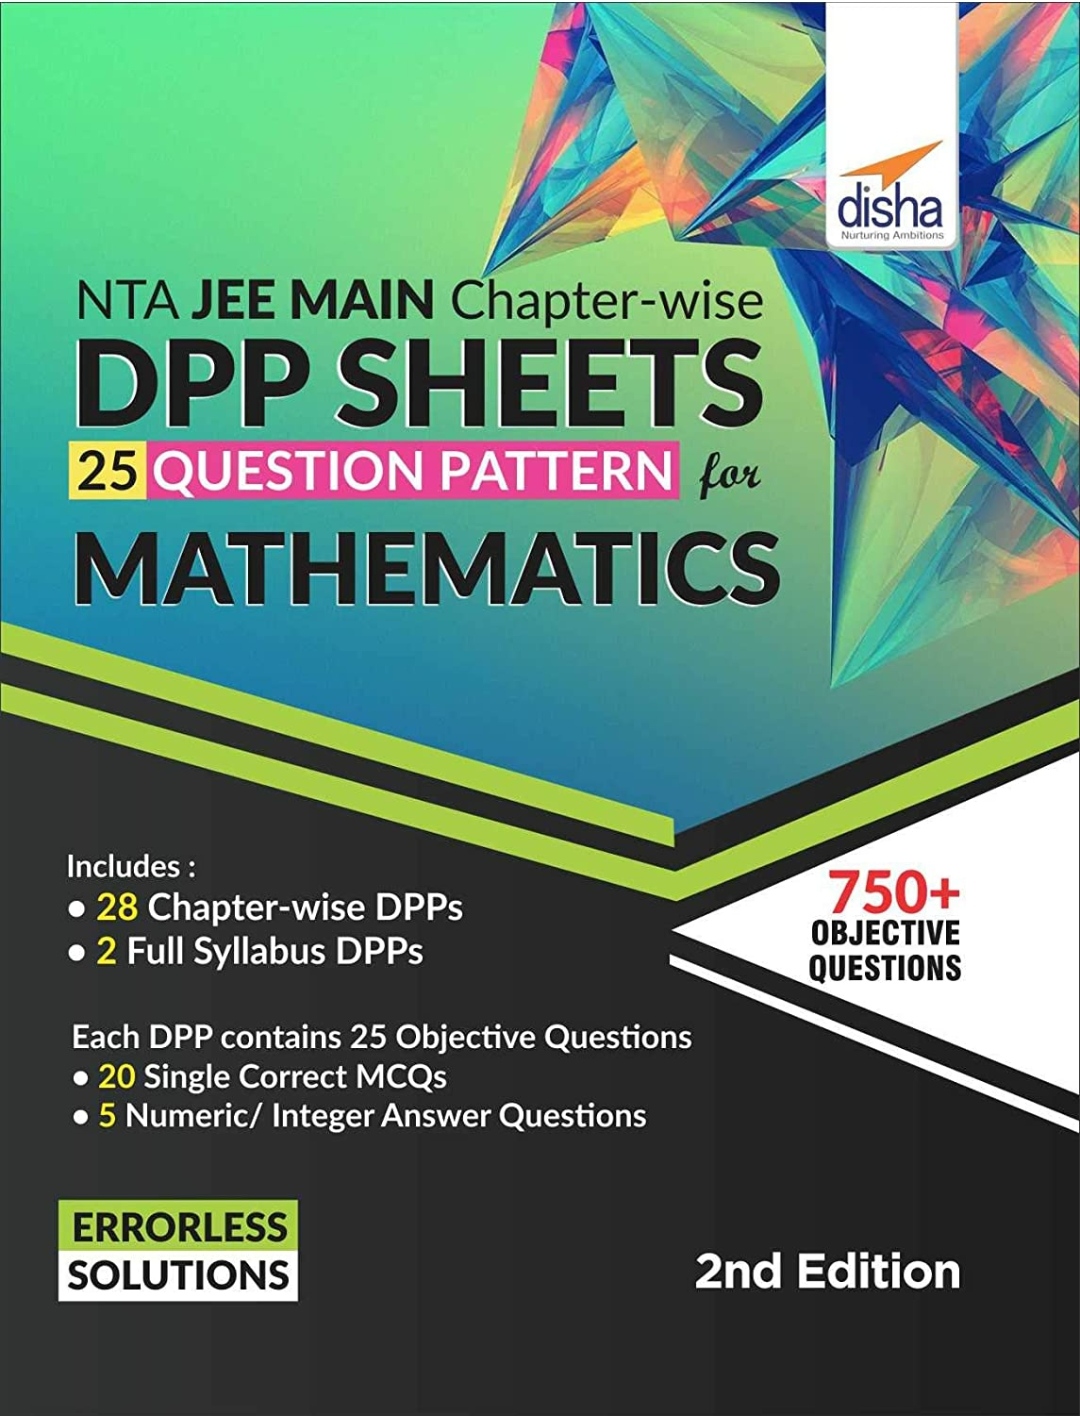 disha
Nurturing Ambitions
NTA JEE MAIN Chapter-wise
DPP SHEETS
25 QUESTION PATTERN for
MATHEMATICS
Includes :
• 28 Chapter-wise DPPs
• 2 Full Syllabus DPPs
750+
OBJECTIVE
QUESTIONS
Each DPP contains 25 Objective Questions
• 20 Single Correct MCQs
• 5 Numeric/ Integer Answer Questions
ERRORLESS
SOLUTIONS
2nd Edition